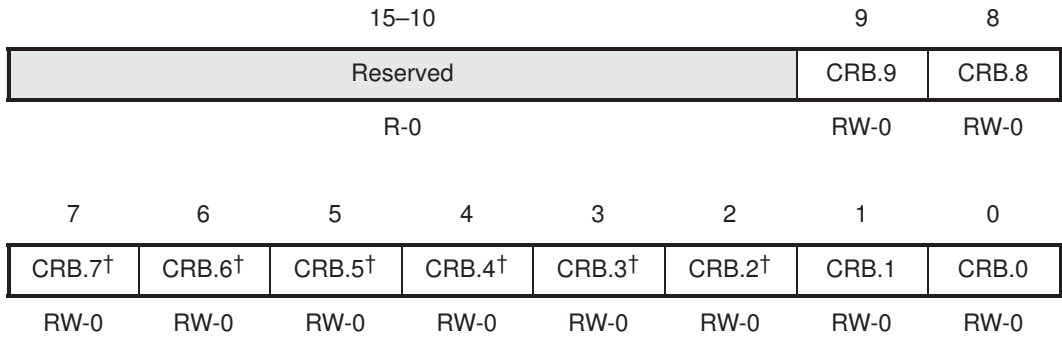 15–10 9 8
Reserved CRB.9 CRB.8
R-0 RW-0 RW-0
7 6 5 4 3 2 1 0
CRB.7† CRB.6† CRB.5† CRB.4† CRB.3† CRB.2† CRB.1 CRB.0
RW-0 RW-0 RW-0 RW-0 RW-0 RW-0 RW-0 RW-0